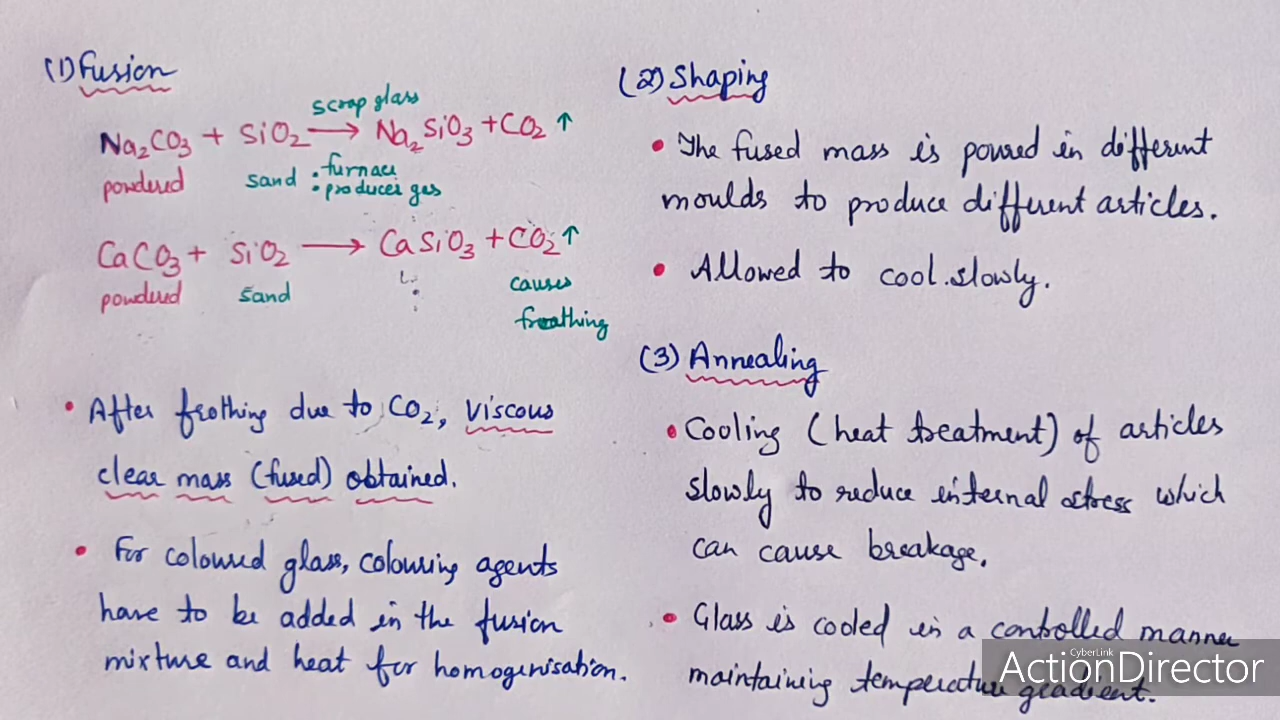 (1) Fusion
scrap glass
Na₂CO₃ + SiO₂ → Na₂SiO₃ + CO₂ ↑
powdered sand • furnace
• producer gas
CaCO₃ + SiO₂ → CaSiO₃ + CO₂ ↑
powdered sand causes
froathing
• After frothing due to CO₂, viscous
clear mass (fused) obtained.
• For coloured glass, colouring agents
have to be added in the fusion
mixture and heat for homogenisation.
(2) Shaping
• The fused mass is poured in different
moulds to produce different articles.
• Allowed to cool slowly.
(3) Annealing
• Cooling (heat treatment) of articles
slowly to reduce internal stress which
can cause breakage.
• Glass is cooled in a controlled manner
maintaining temperature gradient.
CyberLink
ActionDirector